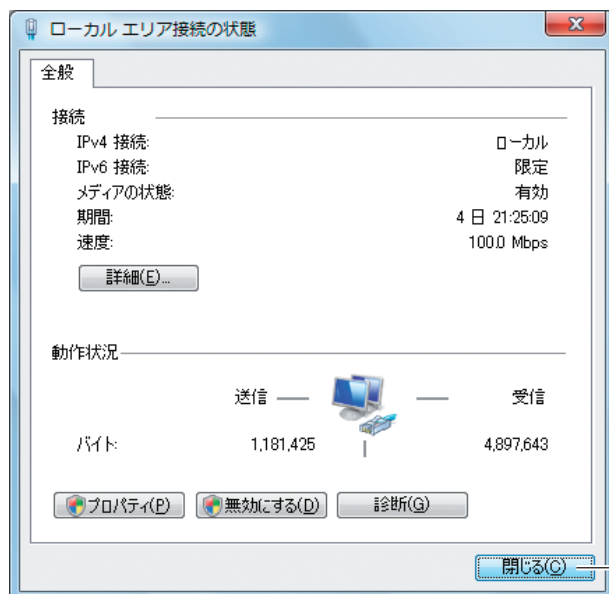 ローカル エリア接続の状態
全般
接続
IPv4 接続: ローカル
IPv6 接続: 限定
メディアの状態: 有効
期間: 4 日 21:25:09
速度: 100.0 Mbps
詳細(E)...
動作状況
送信 受信
バイト: 1,181,425 4,897,643
プロパティ(P) 無効にする(D) 診断(G)
閉じる(C)